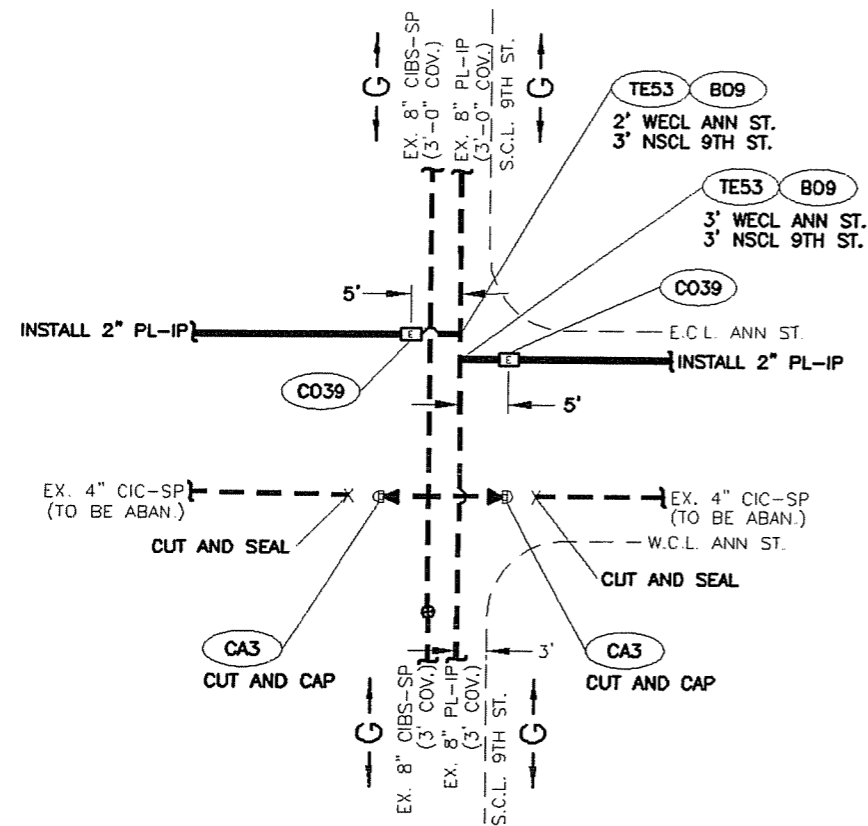 G
EX. 8" CIBS-SP
(3'-0" COV.)
EX. 8" PL-IP
(3'-0" COV.)
S.C.L. 9TH ST.
G
TE53
B09
2' WECL ANN ST.
3' NSCL 9TH ST.
TE53
B09
3' WECL ANN ST.
3' NSCL 9TH ST.
5'
C039
INSTALL 2" PL-IP
E
E.C.L. ANN ST.
E
INSTALL 2" PL-IP
C039
5'
EX. 4" CIC-SP
(TO BE ABAN.)
EX. 4" CIC-SP
(TO BE ABAN.)
W.C.L. ANN ST.
CUT AND SEAL
CUT AND SEAL
CA3
CUT AND CAP
3'
CA3
CUT AND CAP
G
EX. 8" CIBS-SP
(3' COV.)
EX. 8" PL-IP
(3' COV.)
S.C.L. 9TH ST.
G